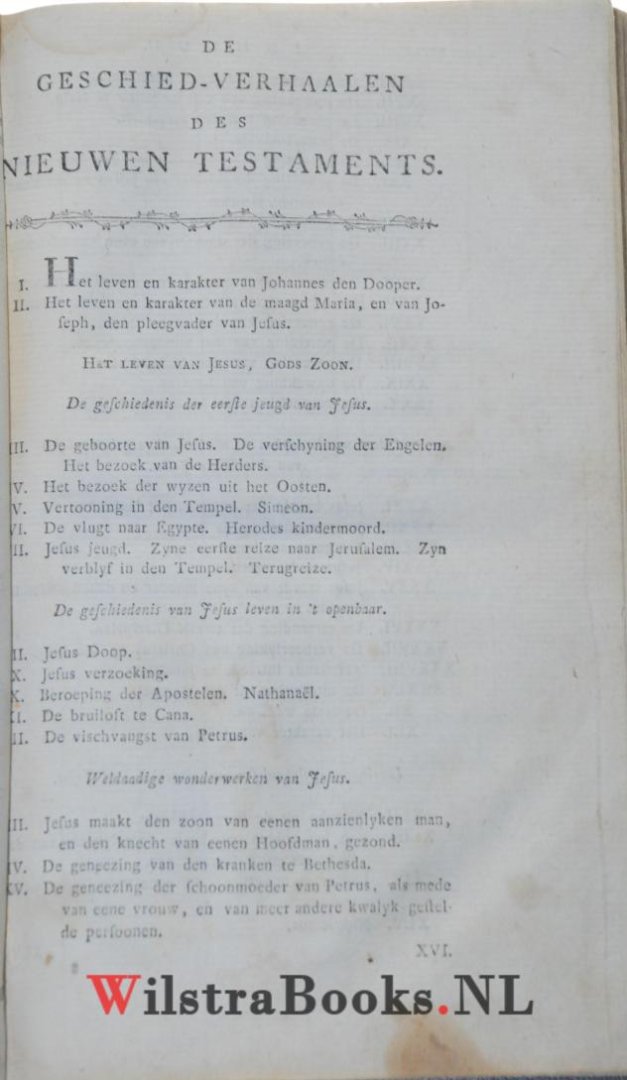 DE
GESCHIED-VERHAALEN
DES
NIEUWEN TESTAMENTS.
I. Het leven en karakter van Johannes den Dooper.
II. Het leven en karakter van de maagd Maria, en van Jo-
ſeph, den pleegvader van Jeſus.
HET LEVEN VAN JESUS, GODS ZOON.
De geſchiedenis der eerſte jeugd van Jeſus.
III. De geboorte van Jeſus. De verſchyning der Engelen.
Het bezoek van de Herders.
IV. Het bezoek der wyzen uit het Ooſten.
V. Vertooning in den Tempel. Simeon.
VI. De vlugt naar Egypte. Herodes kindermoord.
II. Jeſus jeugd. Zyne eerſte reize naar Jeruſalem. Zyn
verblyf in den Tempel. Terugreize.
De geſchiedenis van Jeſus leven in 't openbaar.
II. Jeſus Doop.
X. Jeſus verzoeking.
X. Beroeping der Apoſtelen. Nathanaël.
XI. De bruiloft te Cana.
II. De viſchvangst van Petrus.
Weldaadige wonderwerken van Jeſus.
III. Jeſus maakt den zoon van eenen aanzienlyken man,
en den knecht van eenen Hoofdman, gezond.
IV. De geneezing van den kranken te Bethesda.
XV. De geneezing der ſchoonmoeder van Petrus, als mede
van eene vrouw, en van meer andere kwalyk geſtel-
de perſoonen.
XVI.
WilstraBooks.NL